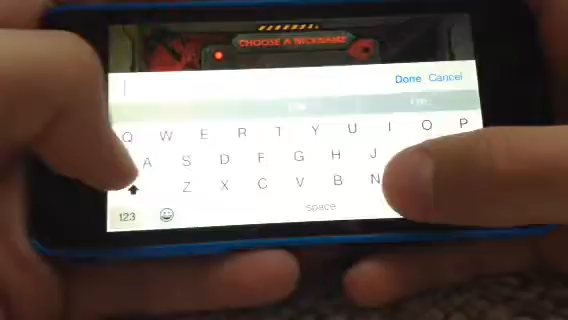 CHOOSE A NICKNAME
Done Cancel
Q W E R T Y U I O P
A S D F G H J
Z X C V B N
123 space